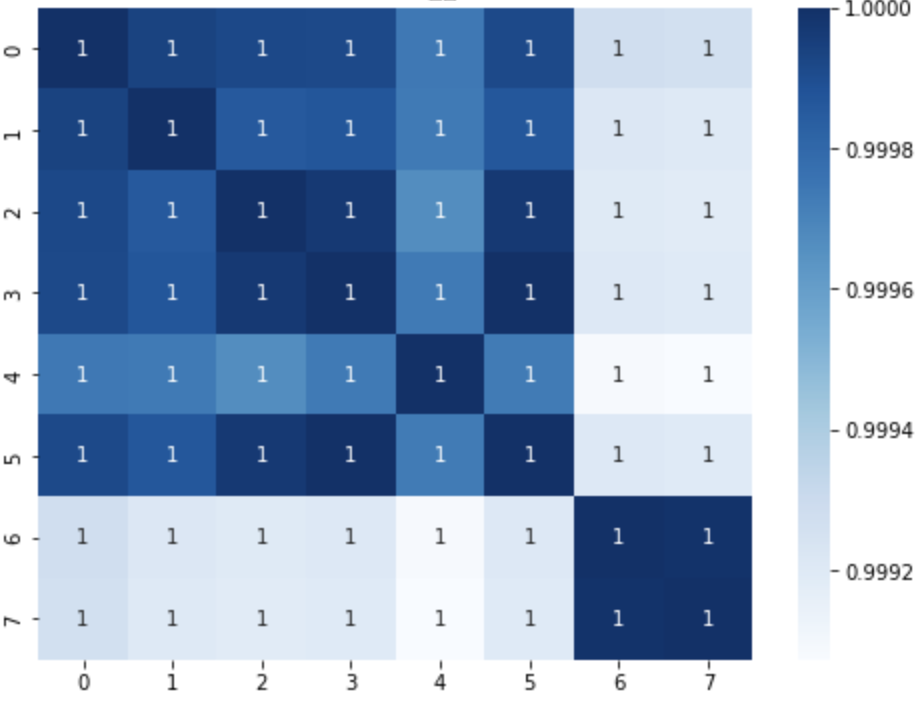 1.0000
0 1 1 1 1 1 1 1 1
1 1 1 1 1 1 1 1 1
0.9998
2 1 1 1 1 1 1 1 1
3 1 1 1 1 1 1 1 1
0.9996
4 1 1 1 1 1 1 1 1
0.9994
5 1 1 1 1 1 1 1 1
6 1 1 1 1 1 1 1 1
0.9992
7 1 1 1 1 1 1 1 1
0 1 2 3 4 5 6 7